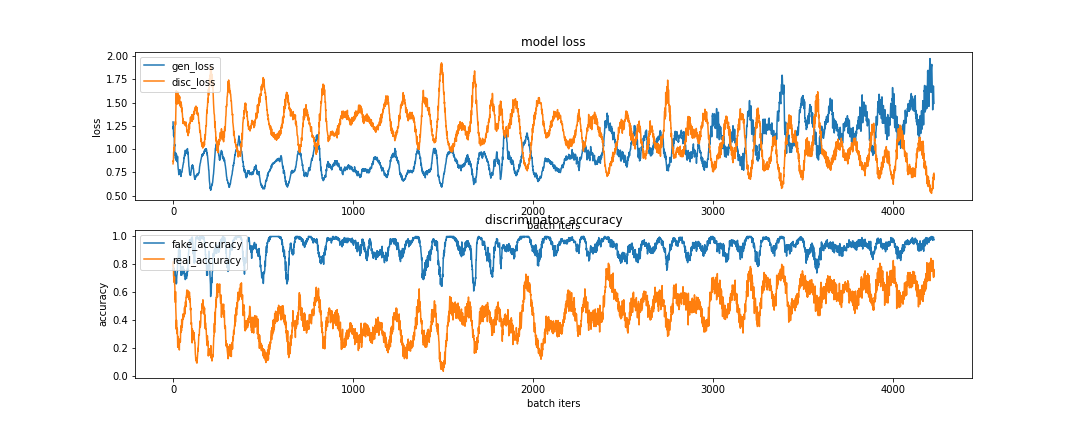 model loss
2.00
1.75
1.50
1.25
1.00
0.75
0.50
loss
gen_loss
disc_loss
0
1000
2000
3000
4000
batch iters
discriminator accuracy
1.0
0.8
0.6
0.4
0.2
0.0
accuracy
fake_accuracy
real_accuracy
0
1000
2000
3000
4000
batch iters